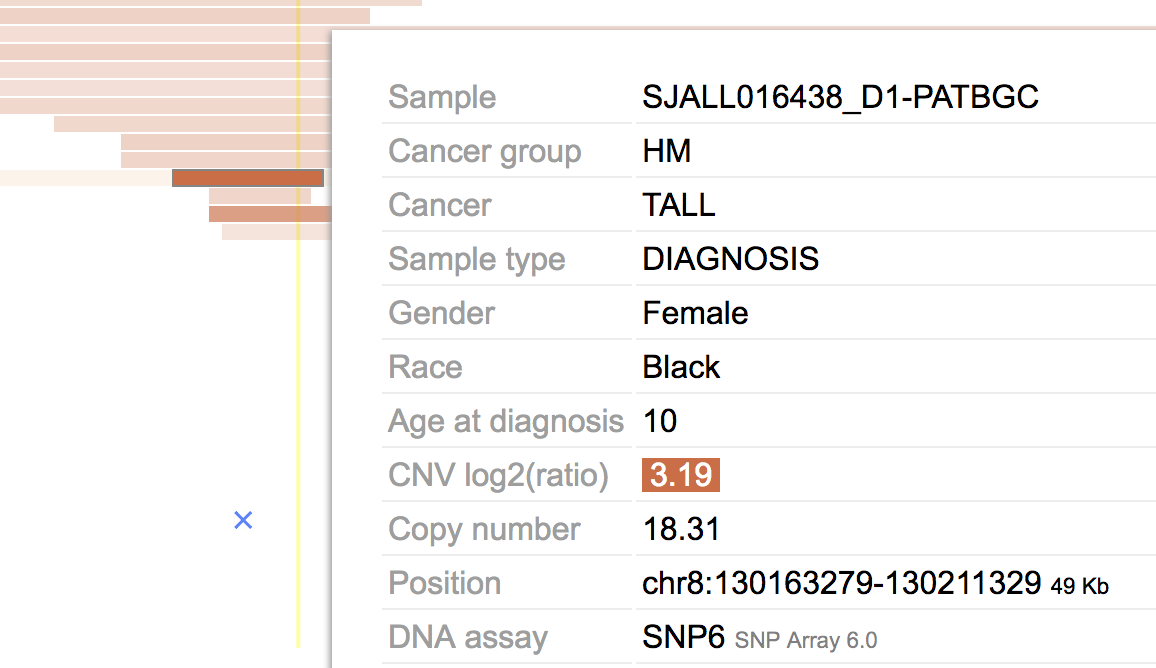 Sample SJALL016438_D1-PATBGC
Cancer group HM
Cancer TALL
Sample type DIAGNOSIS
Gender Female
Race Black
Age at diagnosis 10
CNV log2(ratio) 3.19
Copy number 18.31
Position chr8:130163279-130211329 49 Kb
DNA assay SNP6 SNP Array 6.0